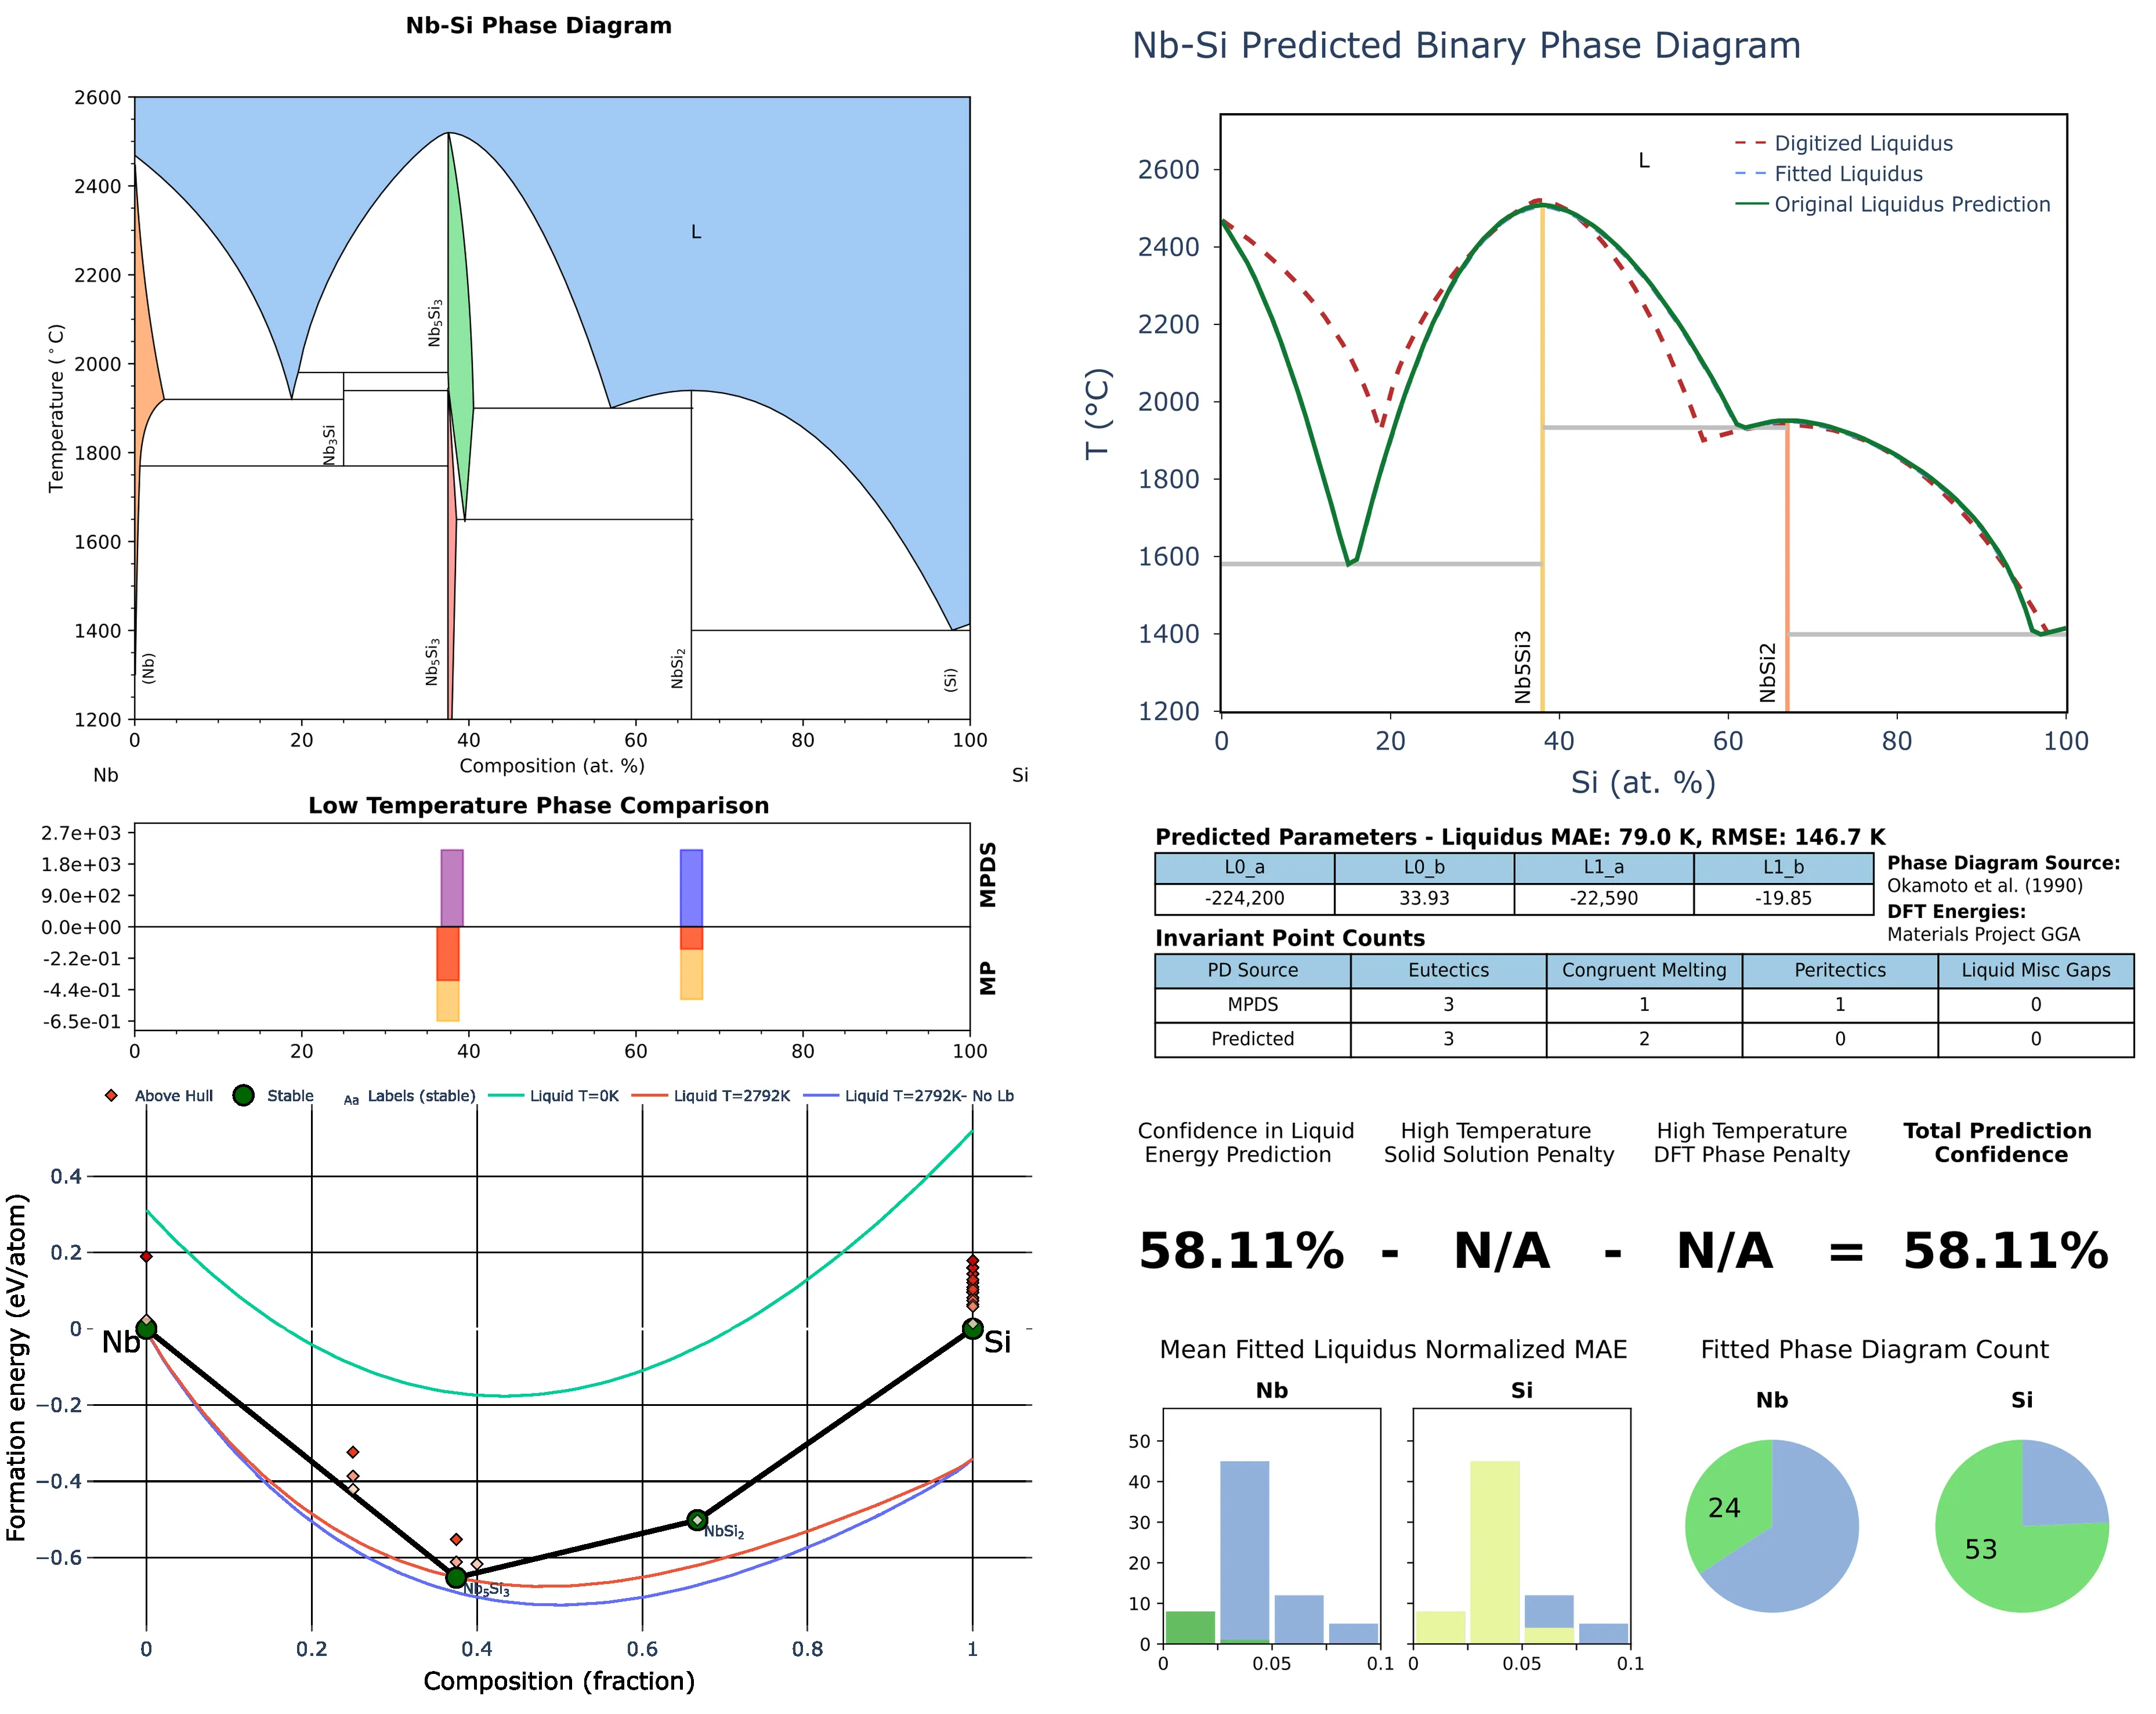 Nb-Si Phase Diagram
2600
2400
2200
2000
1800
1600
1400
1200
Temperature (°C)
L
Nb₅Si₃
Nb₃Si
(Nb)
Nb₅Si₃
NbSi₂
(Si)
0 20 40 60 80 100
Composition (at. %)
Nb Si
Low Temperature Phase Comparison
2.7e+03
1.8e+03
9.0e+02
0.0e+00
-2.2e-01
-4.4e-01
-6.5e-01
MPDS
MP
0 20 40 60 80 100
Above Hull Stable Aa Labels (stable) Liquid T=0K Liquid T=2792K Liquid T=2792K- No Lb
0.4
0.2
0
−0.2
−0.4
−0.6
Formation energy (eV/atom)
Nb
Si
NbSi₂
Nb₅Si₃
0 0.2 0.4 0.6 0.8 1
Composition (fraction)
Nb-Si Predicted Binary Phase Diagram
Digitized Liquidus
Fitted Liquidus
Original Liquidus Prediction
L
2600
2400
2200
2000
1800
1600
1400
1200
T (°C)
Nb5Si3
NbSi2
0 20 40 60 80 100
Si (at. %)
Predicted Parameters - Liquidus MAE: 79.0 K, RMSE: 146.7 K
L0_a L0_b L1_a L1_b
-224,200 33.93 -22,590 -19.85
Phase Diagram Source:
Okamoto et al. (1990)
DFT Energies:
Materials Project GGA
Invariant Point Counts
PD Source Eutectics Congruent Melting Peritectics Liquid Misc Gaps
MPDS 3 1 1 0
Predicted 3 2 0 0
Confidence in Liquid
Energy Prediction
High Temperature
Solid Solution Penalty
High Temperature
DFT Phase Penalty
Total Prediction
Confidence
58.11% - N/A - N/A = 58.11%
Mean Fitted Liquidus Normalized MAE
Nb
Si
50
40
30
20
10
0
0 0.05 0.1
0 0.05 0.1
Fitted Phase Diagram Count
Nb
Si
24
53